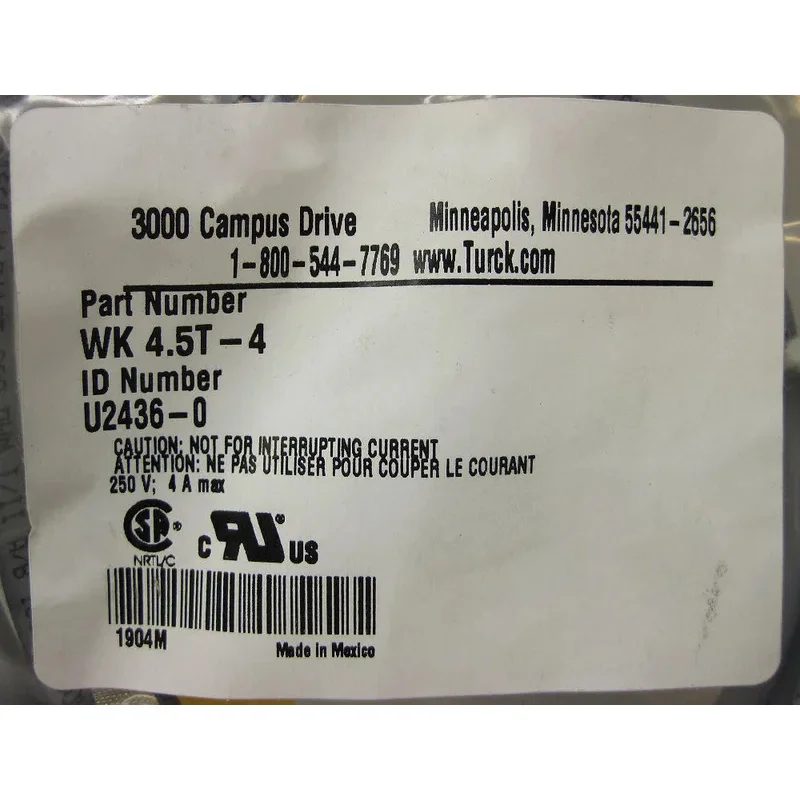 3000 Campus Drive Minneapolis, Minnesota 55441-2656
1-800-544-7769 www.Turck.com
Part Number
WK 4.5T-4
ID Number
U2436-0
CAUTION: NOT FOR INTERRUPTING CURRENT
ATTENTION: NE PAS UTILISER POUR COUPER LE COURANT
250 V; 4 A max
SA ®
NRTL/C
c RU ® US
1904M Made in Mexico